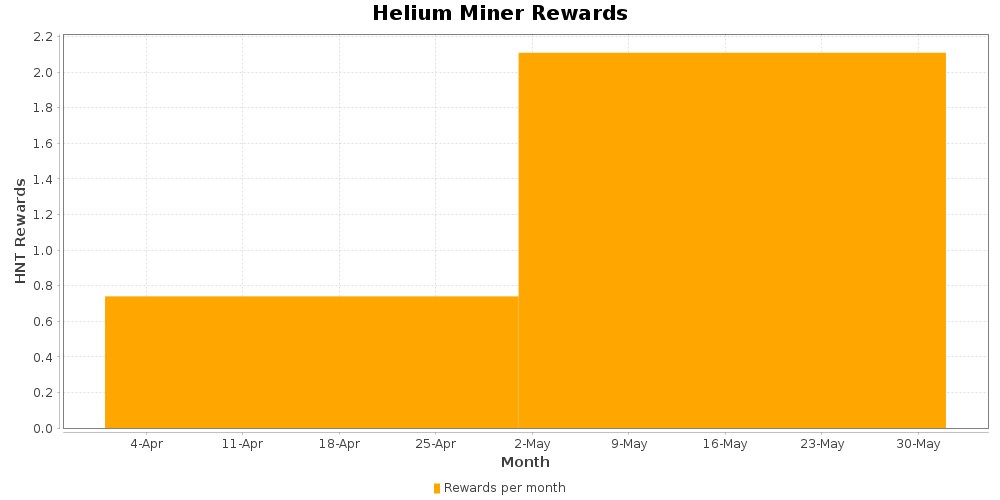 Helium Miner Rewards
HNT Rewards
2.2
2.0
1.8
1.6
1.4
1.2
1.0
0.8
0.6
0.4
0.2
0.0
4-Apr 11-Apr 18-Apr 25-Apr 2-May 9-May 16-May 23-May 30-May
Month
Rewards per month